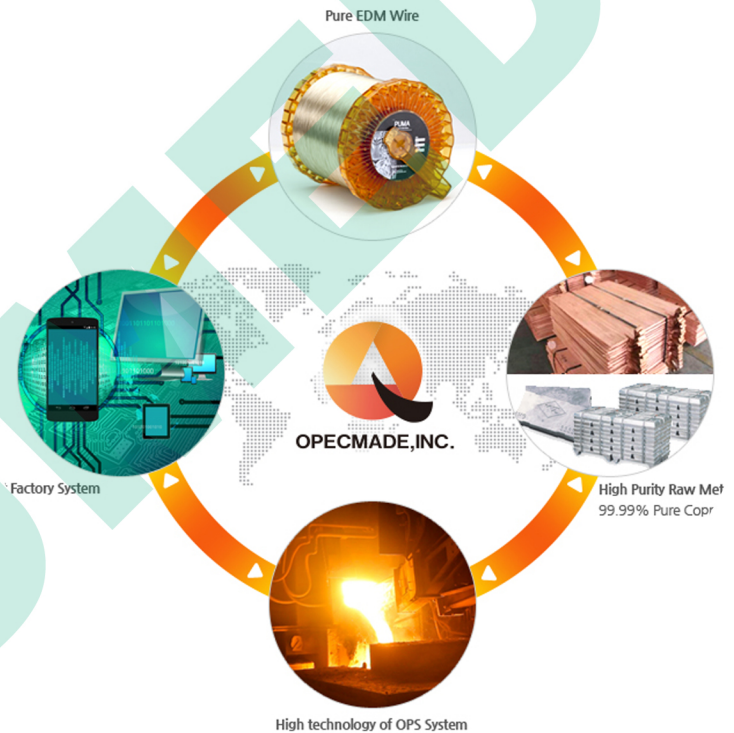 Pure EDM Wire
PUMA
OPECMADE,INC.
Factory System
High Purity Raw Met
99.99% Pure Copr
High technology of OPS System